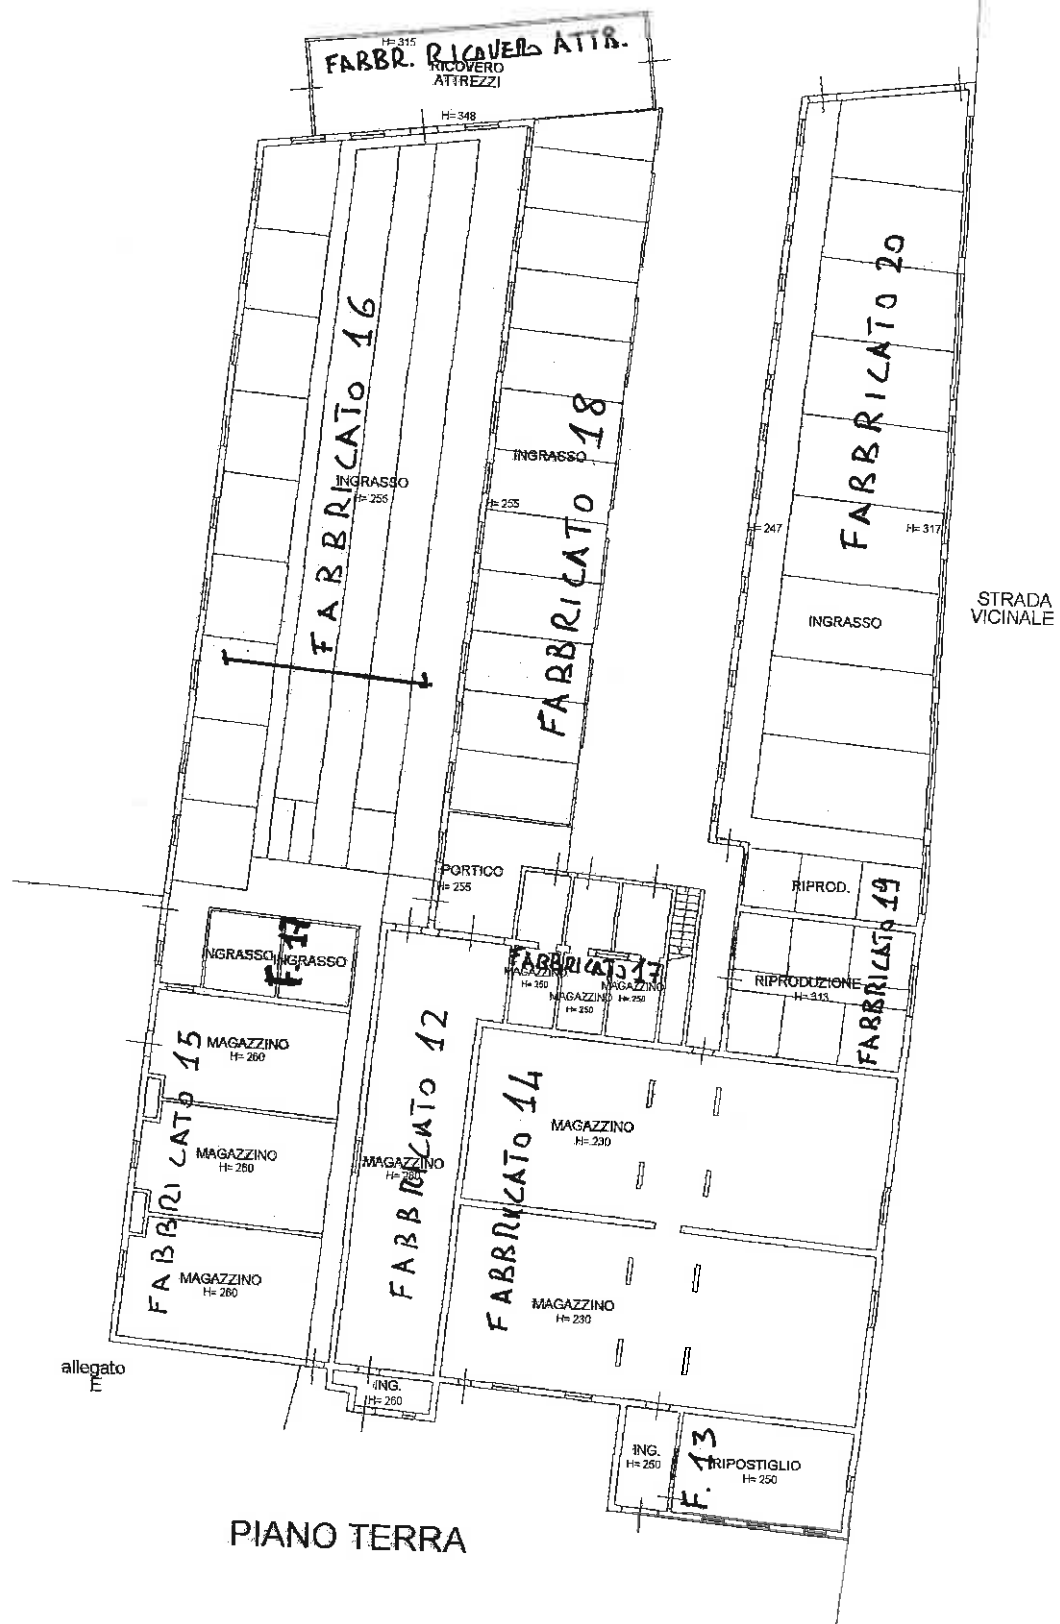 H= 315
FABBR. RICOVERO ATTR.
RICOVERO
ATTREZZI
H= 348
FABBRICATO 16
INGRASSO
H= 255
FABBRICATO 18
INGRASSO
H= 255
FABBRICATO 20
H= 247
H= 317
INGRASSO
STRADA
VICINALE
PORTICO
H= 255
RIPROD.
FABBRICATO 19
RIPRODUZIONE
H= 313
F. 17
INGRASSO
INGRASSO
FABBRICATO 17
MAGAZZINO
H= 250
MAGAZZINO
H= 250
MAGAZZINO
H= 250
FABBRICATO 15
MAGAZZINO
H= 260
MAGAZZINO
H= 260
MAGAZZINO
H= 260
FABBRICATO 12
MAGAZZINO
FABBRICATO 14
MAGAZZINO
H= 230
MAGAZZINO
H= 230
allegato
E
ING.
H= 260
ING.
H= 250
F. 13
RIPOSTIGLIO
H= 250
PIANO TERRA